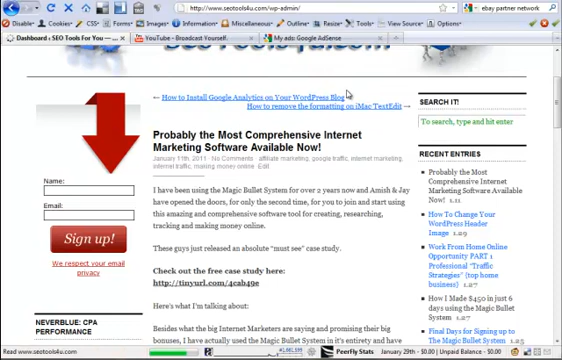 http://www.seotools4u.com/wp-admin/
ebay partner network
Disable Cookies CSS Forms Images Information Miscellaneous Outline Resize Tools View Source Options
Dashboard ‹ SEO Tools For You — ...
YouTube - Broadcast Yourself.
My ads: Google AdSense
← How to Install Google Analytics on Your WordPress Blog
How to remove the formatting on iMac TextEdit →
Probably the Most Comprehensive Internet
Marketing Software Available Now!
January 11th, 2011 · No Comments · affiliate marketing, google traffic, internet marketing,
internet traffic, making money online Edit
I have been using the Magic Bullet System for over 2 years now and Amish & Jay
have opened the doors, for only the second time, for you to join and start using
this amazing and comprehensive software tool for creating, researching,
tracking and making money online.
These guys just released an absolute "must see" case study.
Check out the free case study here:
http://tinyurl.com/4cab49e
Here's what I'm talking about:
Besides what the big Internet Marketers are saying and promising their big
bonuses, I have actually used the Magic Bullet System in it's entirety and have
Name:
Email:
Sign up!
We respect your email
privacy
NEVERBLUE: CPA
PERFORMANCE
SEARCH IT!
To search, type and hit enter
RECENT ENTRIES
Probably the Most
Comprehensive Internet
Marketing Software Available
Now! 1.11
How To Change Your
WordPress Header
Image 1.29
Work From Home Online
Opportunity PART 1
Professional "Traffic
Strategies" {top home
business} 1.29
How I Made $450 in just 6
days using the Magic Bullet
System 1.29
Final Days for Signing up to
The Magic Bullet System
Read www.seotools4u.com
Peerfly Stats
January 29th - $0.00 | Unpaid Balance - $0.00